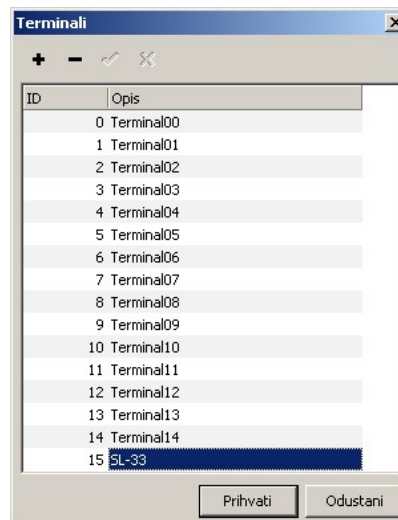 Terminali
ID Opis
0 Terminal00
1 Terminal01
2 Terminal02
3 Terminal03
4 Terminal04
5 Terminal05
6 Terminal06
7 Terminal07
8 Terminal08
9 Terminal09
10 Terminal10
11 Terminal11
12 Terminal12
13 Terminal13
14 Terminal14
15 SL-33
Prihvati Odustani